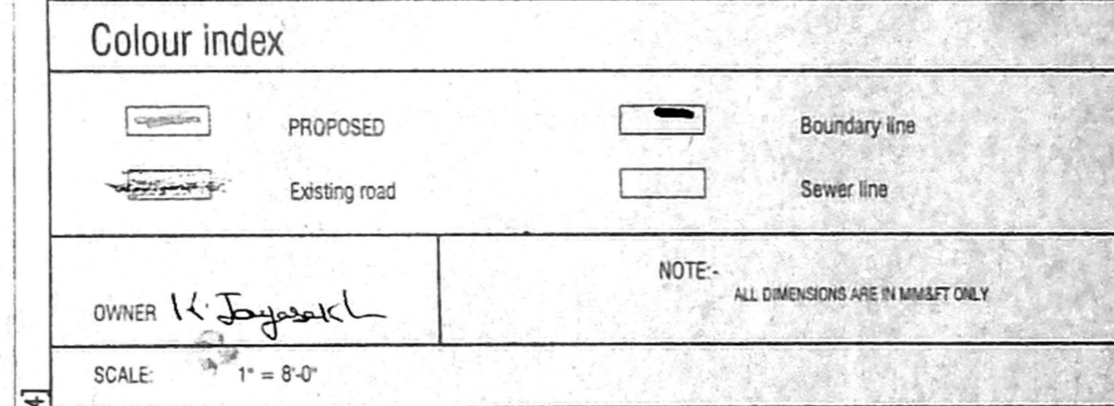 Colour index
PROPOSED
Boundary line
Existing road
Sewer line
OWNER K. Jayasakth
NOTE:-
ALL DIMENSIONS ARE IN MM&FT ONLY
SCALE: 1" = 8'-0"